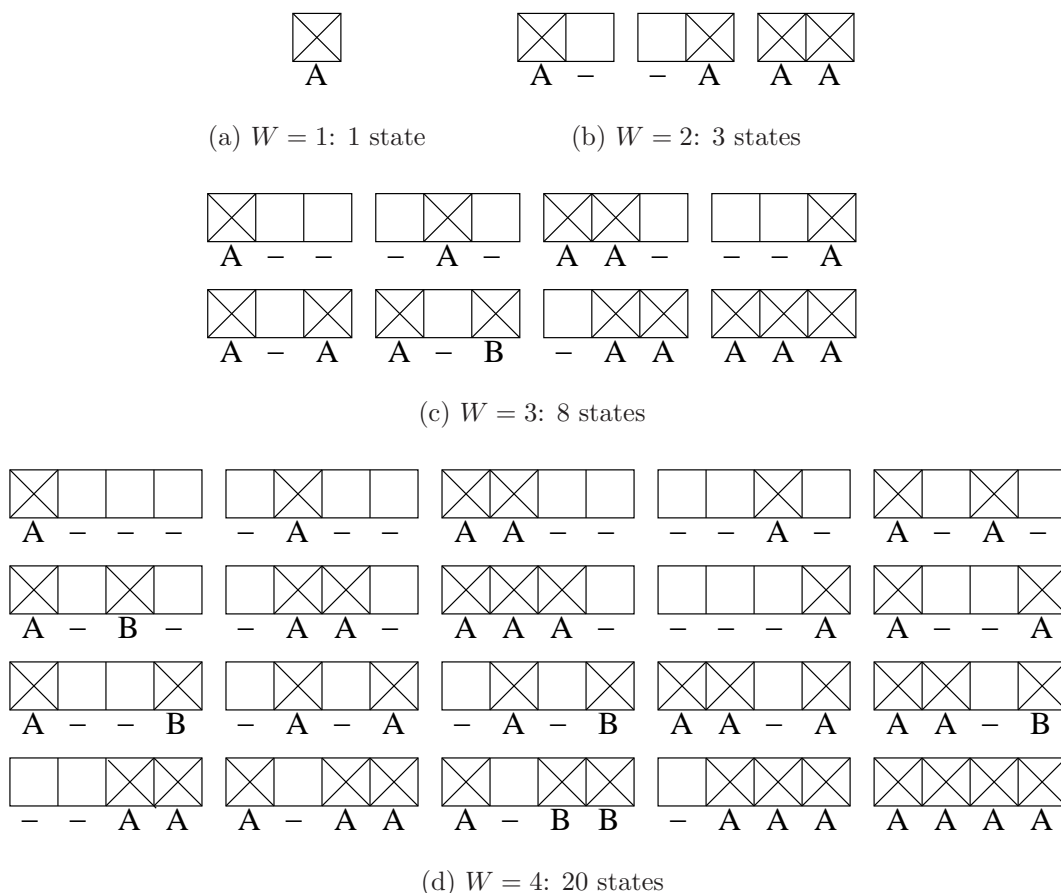 A
A – – A A A
(a) W = 1: 1 state (b) W = 2: 3 states
A – – – A – A A – – – A
A – A A – B – A A A A A
(c) W = 3: 8 states
A – – – – A – – A A – – – – A – A – A –
A – B – – A A – A A A – – – – A A – – A
A – – B – A – A – A – B A A – A A A – B
– – A A A – A A A – B B – A A A A A A A
(d) W = 4: 20 states